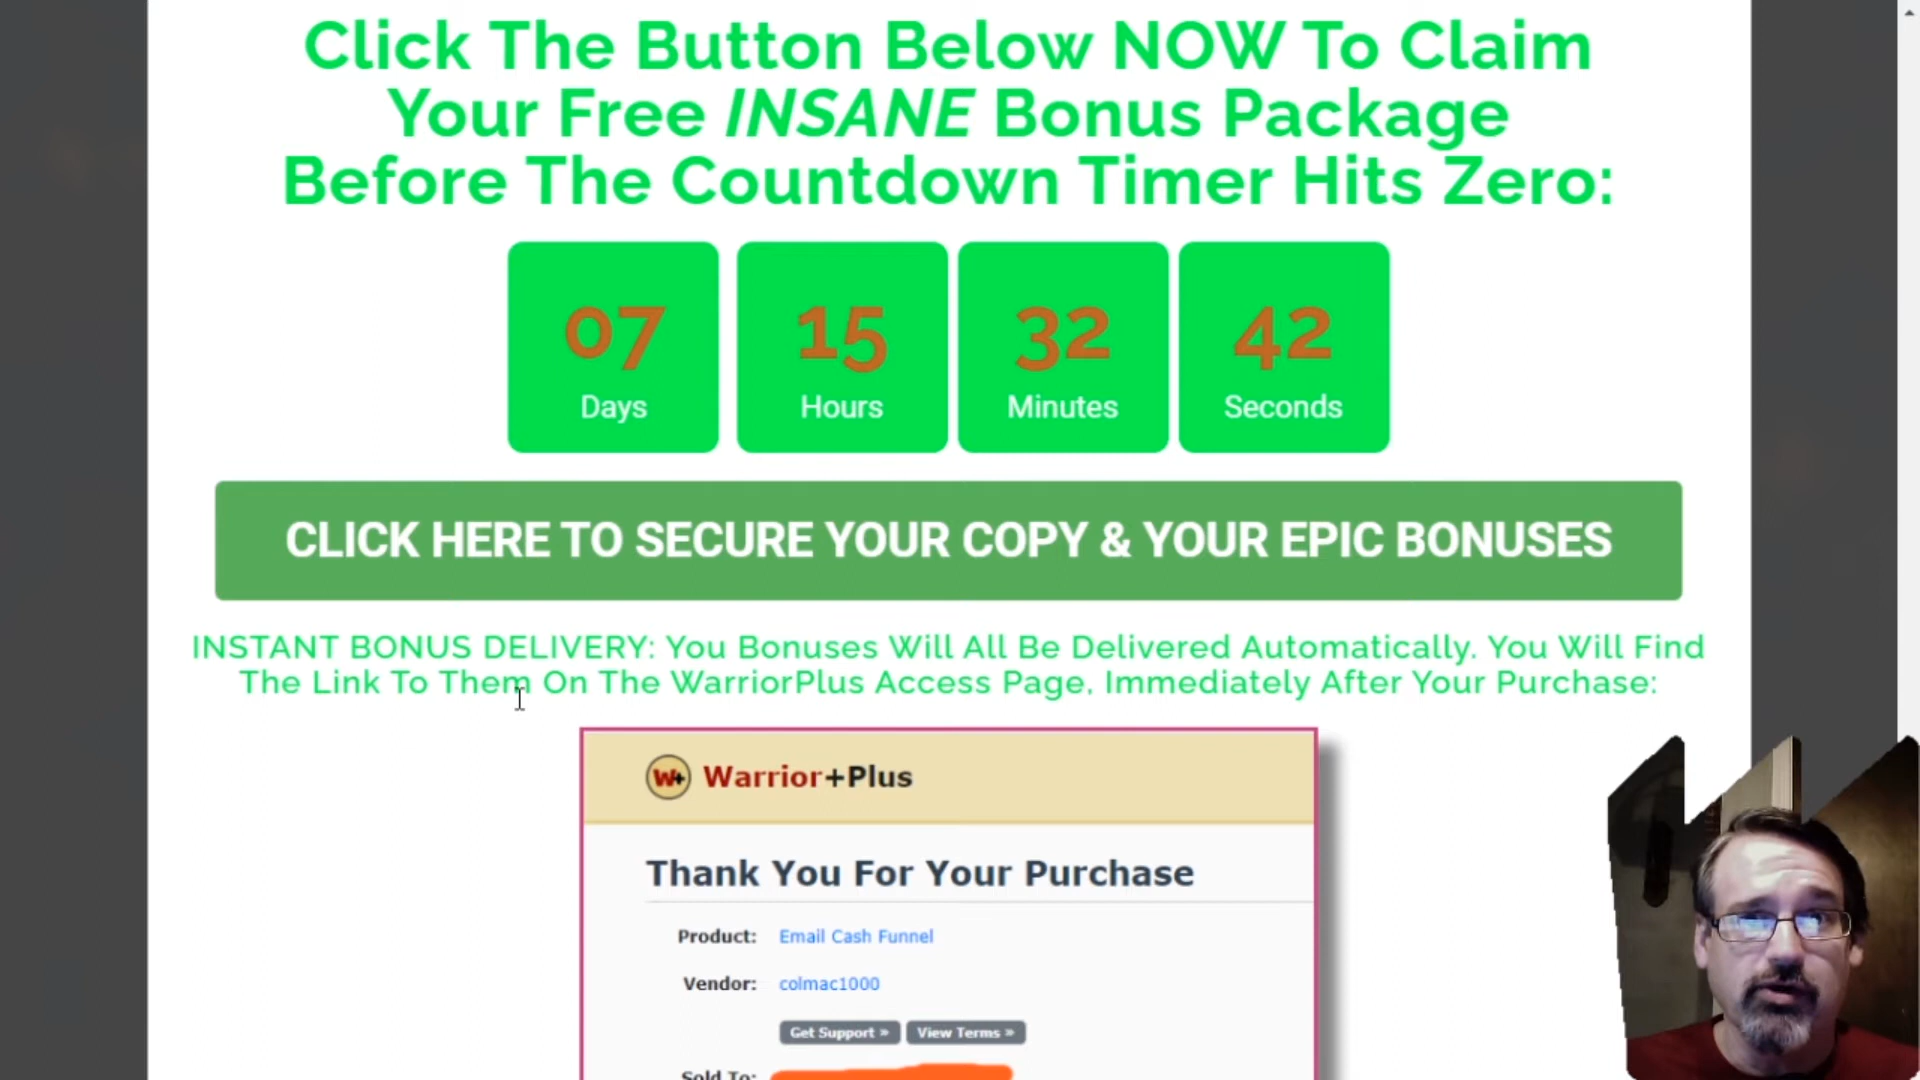 Click The Button Below NOW To Claim
Your Free INSANE Bonus Package
Before The Countdown Timer Hits Zero:
07 15 32 42
Days Hours Minutes Seconds
CLICK HERE TO SECURE YOUR COPY & YOUR EPIC BONUSES
INSTANT BONUS DELIVERY: You Bonuses Will All Be Delivered Automatically. You Will Find
The Link To Them On The WarriorPlus Access Page, Immediately After Your Purchase:
W+ Warrior+Plus
Thank You For Your Purchase
Product: Email Cash Funnel
Vendor: colmac1000
Get Support » View Terms »
Sold To: